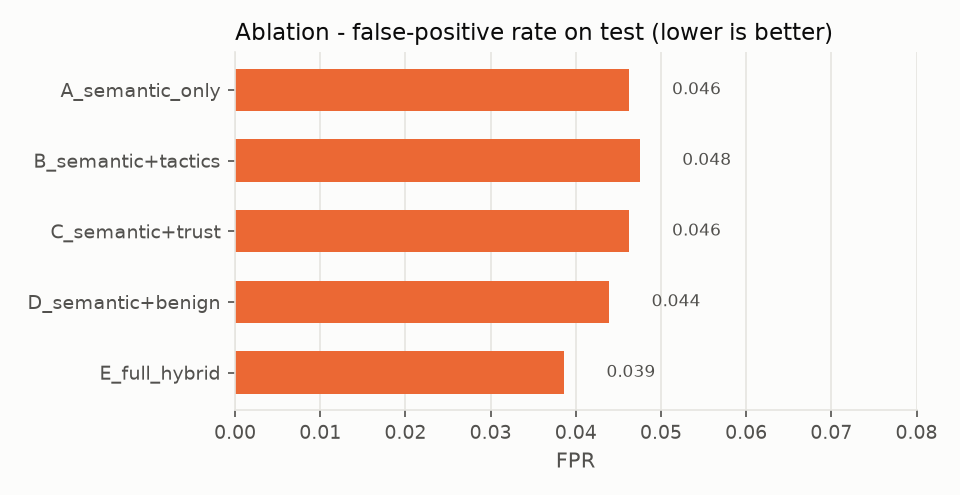 Ablation - false-positive rate on test (lower is better)
A_semantic_only 0.046
B_semantic+tactics 0.048
C_semantic+trust 0.046
D_semantic+benign 0.044
E_full_hybrid 0.039
0.00 0.01 0.02 0.03 0.04 0.05 0.06 0.07 0.08
FPR